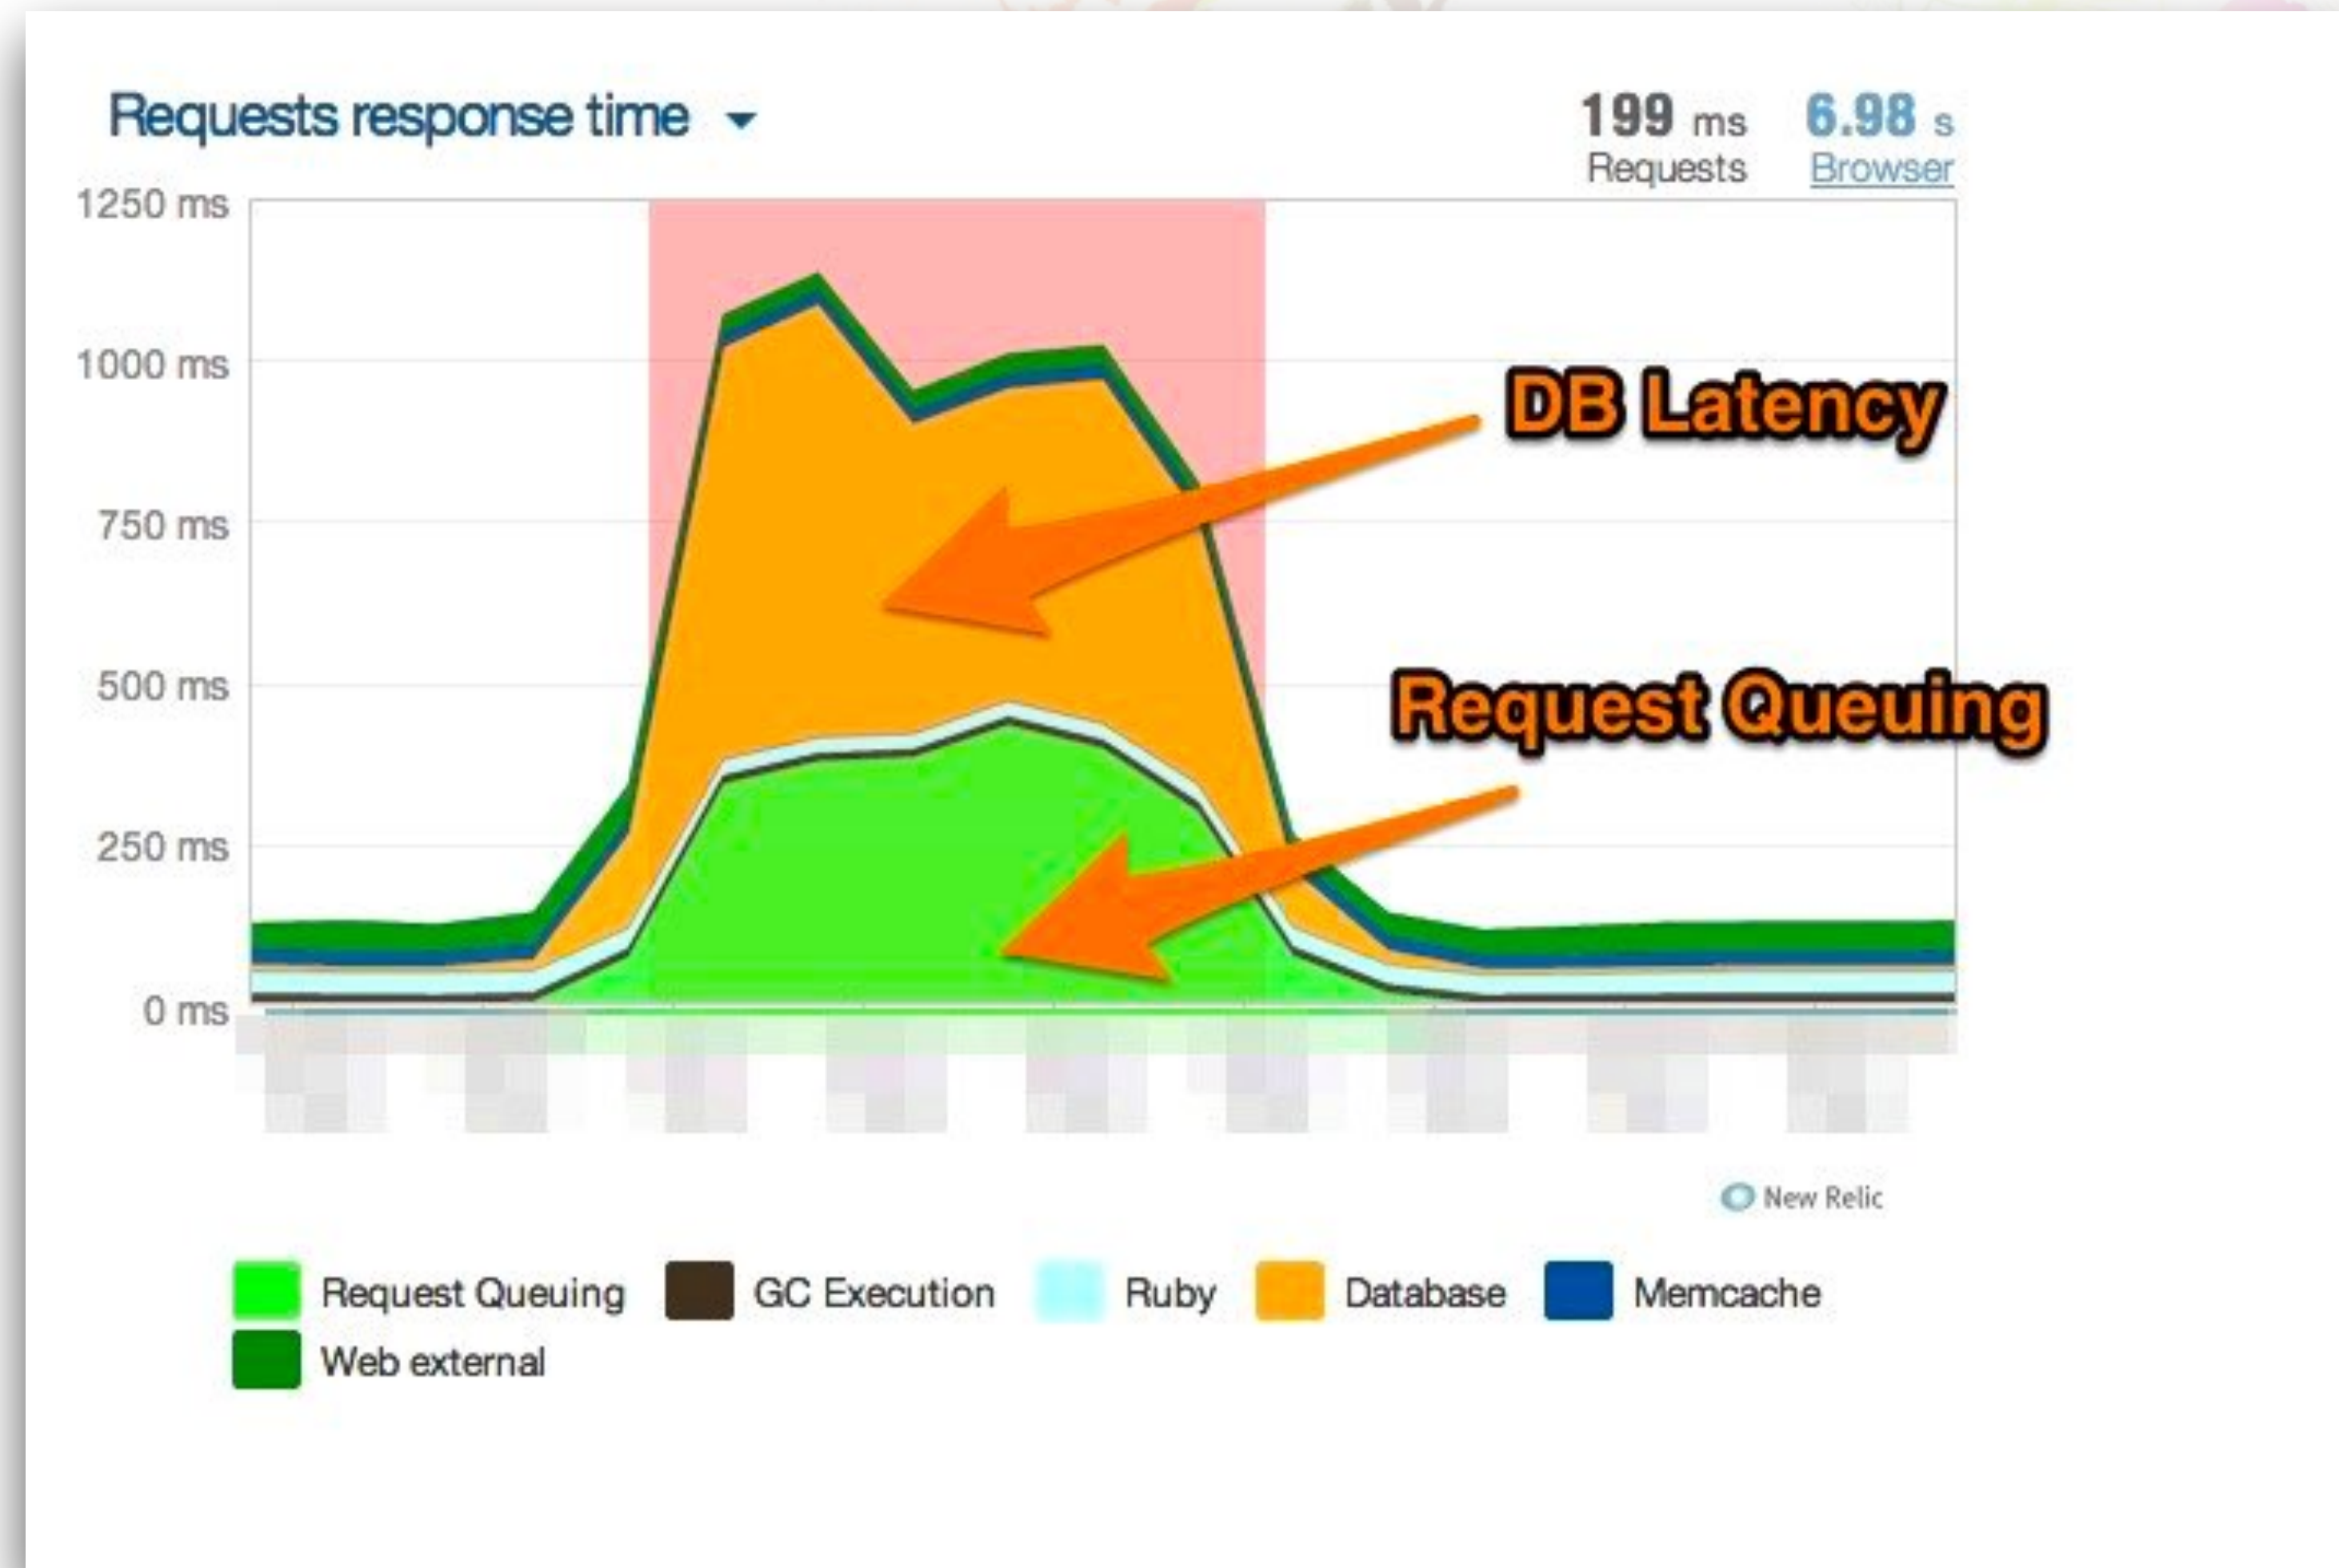 Requests response time
199 ms 6.98 s
Requests Browser
1250 ms
1000 ms
DB Latency
750 ms
500 ms
Request Queuing
250 ms
0 ms
New Relic
Request Queuing GC Execution Ruby Database Memcache
Web external